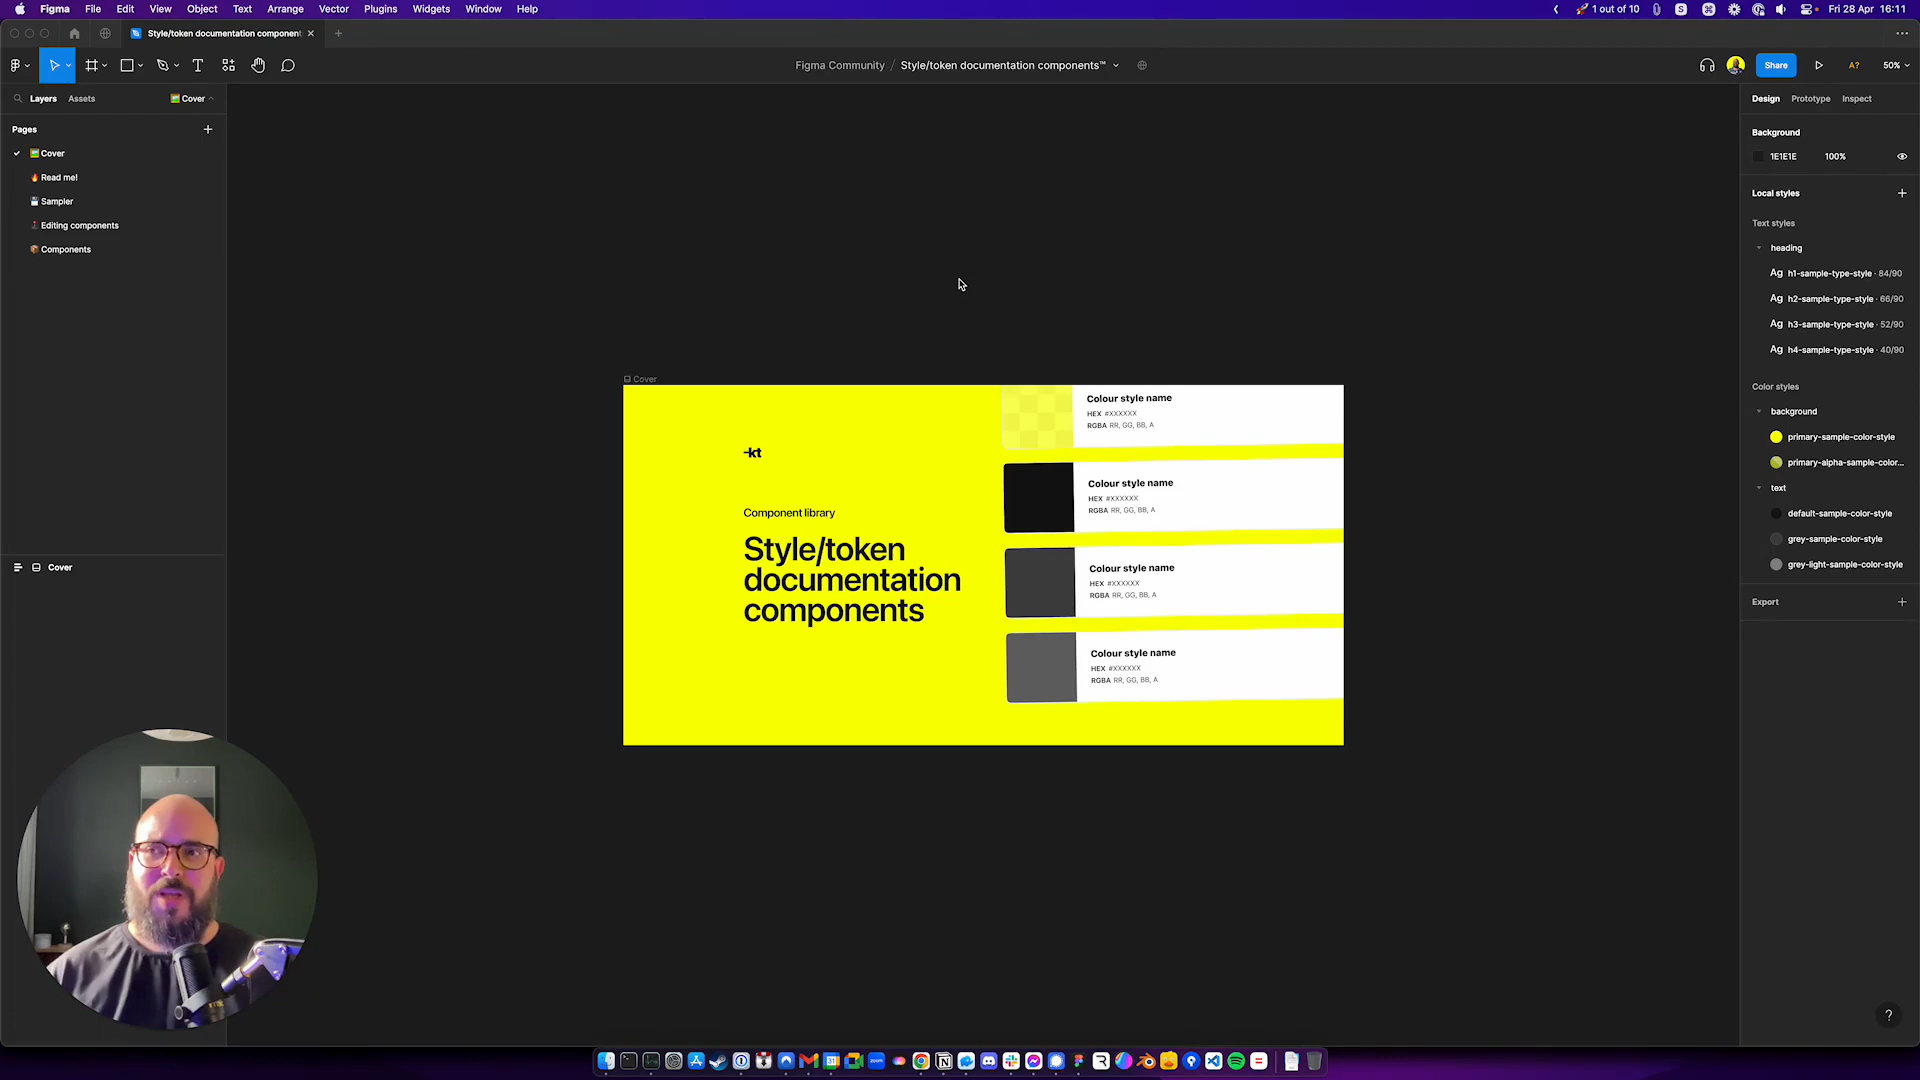 Figma File Edit View Object Text Arrange Vector Plugins Widgets Window Help
1 out of 10
Fri 28 Apr 16:11
Style/token documentation component
Figma Community / Style/token documentation components™
Share
A?
50%
Layers Assets
Cover
Pages
Cover
Read me!
Sampler
Editing components
Components
Cover
Cover
-kt
Component library
Style/token
documentation
components
Colour style name
HEX #XXXXXX
RGBA RR, GG, BB, A
Colour style name
HEX #XXXXXX
RGBA RR, GG, BB, A
Colour style name
HEX #XXXXXX
RGBA RR, GG, BB, A
Colour style name
HEX #XXXXXX
RGBA RR, GG, BB, A
Design Prototype Inspect
Background
1E1E1E 100%
Local styles
Text styles
heading
Ag h1-sample-type-style · 84/90
Ag h2-sample-type-style · 66/90
Ag h3-sample-type-style · 52/90
Ag h4-sample-type-style · 40/90
Color styles
background
primary-sample-color-style
primary-alpha-sample-color...
text
default-sample-color-style
grey-sample-color-style
grey-light-sample-color-style
Export
?
zoom